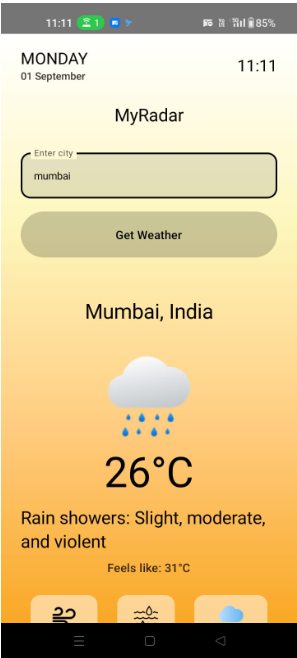 11:11 1 85%
MONDAY
01 September
11:11
MyRadar
Enter city
mumbai
Get Weather
Mumbai, India
26°C
Rain showers: Slight, moderate,
and violent
Feels like: 31°C